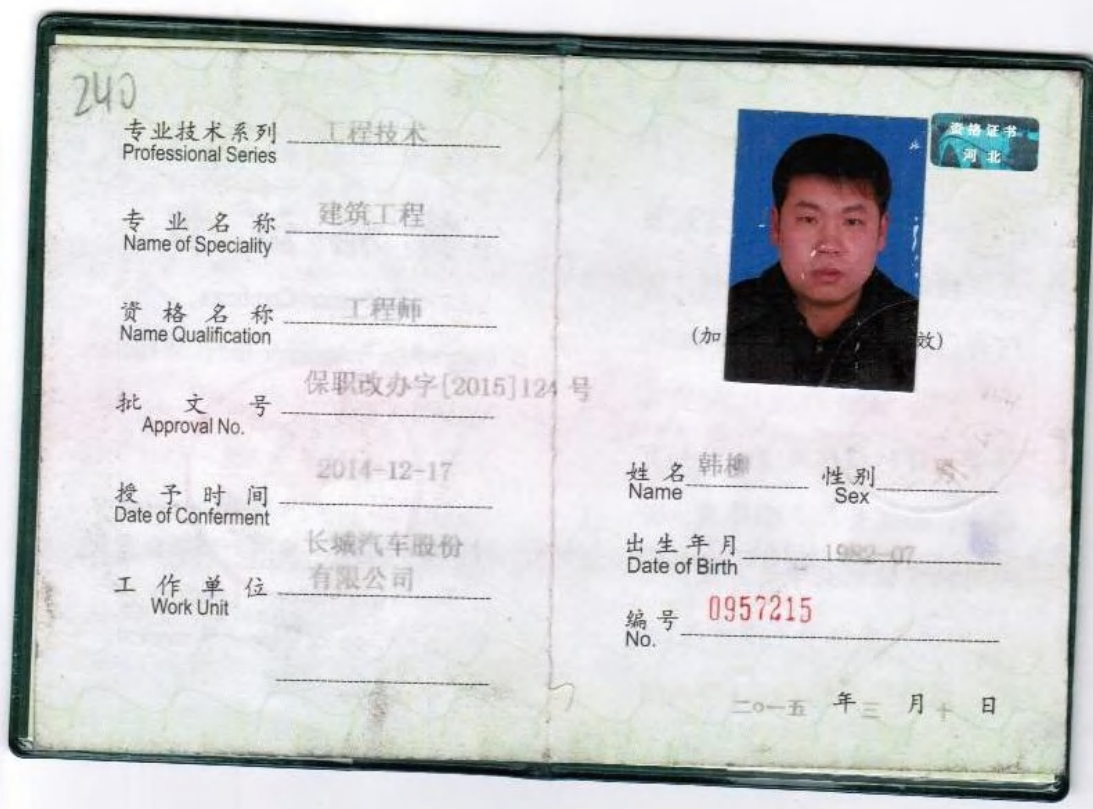 240
专业技术系列 工程技术
Professional Series
专业名称 建筑工程
Name of Speciality
资格名称 工程师
Name Qualification
批文号 保职改办字[2015]124号
Approval No.
授予时间 2014-12-17
Date of Conferment
工作单位 长城汽车股份
有限公司
Work Unit
资格证书
河北
(加 效)
姓名 韩柳 性别 男
Name Sex
出生年月 1982-07
Date of Birth
编号 0957215
No.
二〇一五 年 三 月 十 日